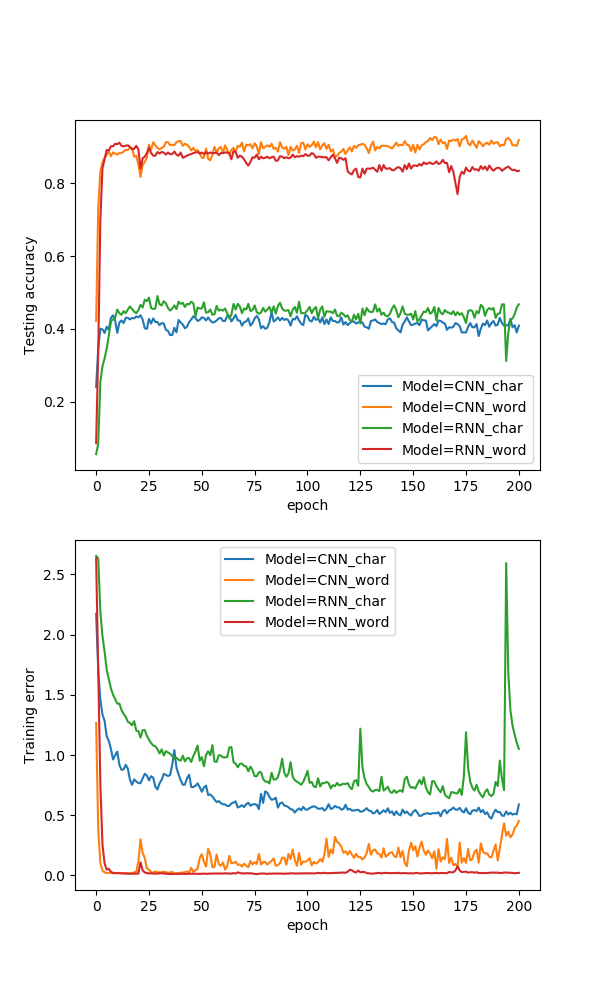 0.8
0.6
0.4
0.2
Testing accuracy
Model=CNN_char
Model=CNN_word
Model=RNN_char
Model=RNN_word
0 25 50 75 100 125 150 175 200
epoch
2.5
2.0
1.5
1.0
0.5
0.0
Training error
Model=CNN_char
Model=CNN_word
Model=RNN_char
Model=RNN_word
0 25 50 75 100 125 150 175 200
epoch